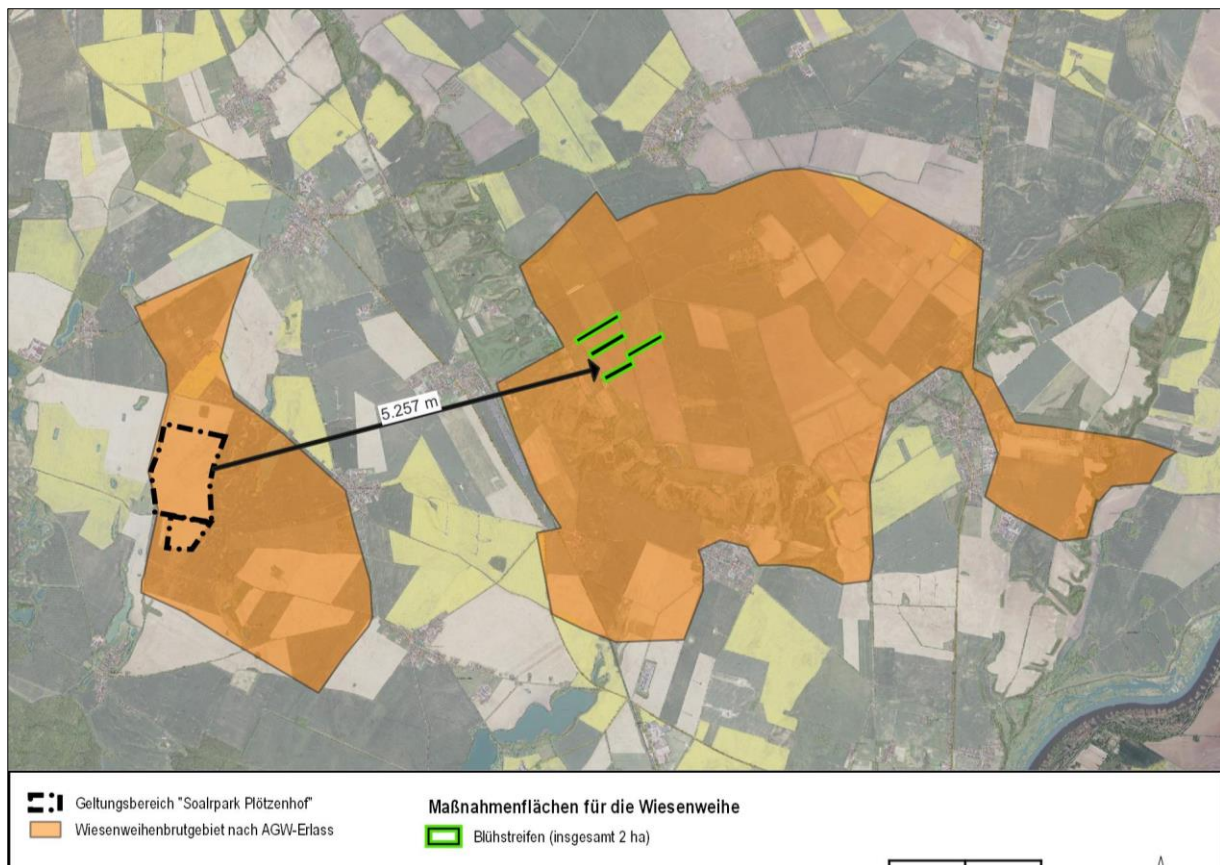 5.257 m
Geltungsbereich "Soalrpark Plötzenhof"
Wiesenweihenbrutgebiet nach AGW-Erlass
Maßnahmenflächen für die Wiesenweihe
Blühstreifen (insgesamt 2 ha)